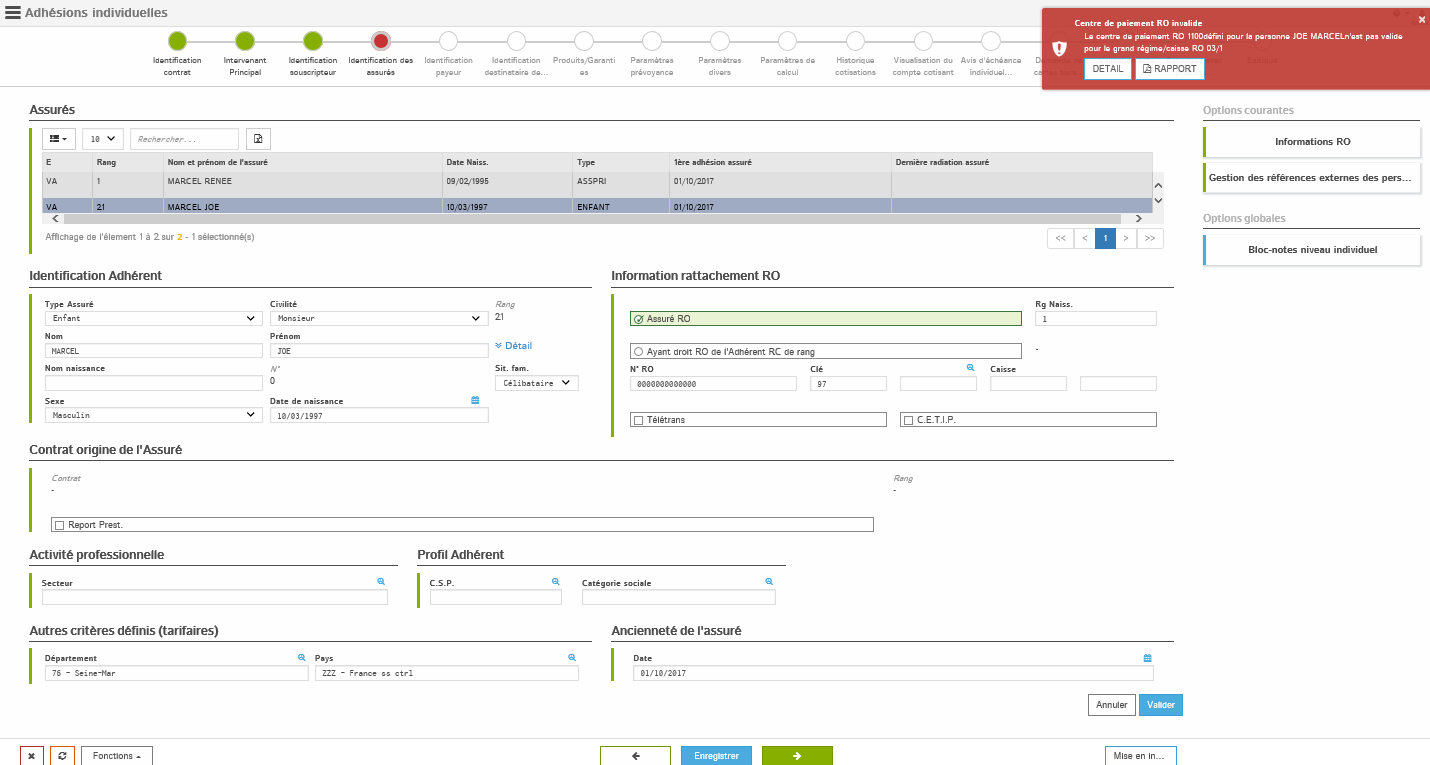 Adhésions individuelles
Centre de paiement RO invalide
Le centre de paiement RO 1100défini pour la personne JOE MARCELn'est pas valide
pour le grand régime/caisse RO 03/1
DETAIL RAPPORT
Identification contrat
Intervenant Principal
Identification souscripteur
Identification des assurés
Identification payeur
Identification destinataire de...
Produits/Garanties
Paramètres prévoyance
Paramètres divers
Paramètres de calcul
Historique cotisations
Visualisation du compte cotisant
Avis d'échéance individuel...
Assurés
10 Rechercher...
E Rang Nom et prénom de l'assuré Date Naiss. Type 1ère adhésion assuré Dernière radiation assuré
VA 1 MARCEL RENEE 09/02/1995 ASSPRI 01/10/2017
VA 21 MARCEL JOE 10/03/1997 ENFANT 01/10/2017
Affichage de l'élement 1 à 2 sur 2 - 1 sélectionné(s)
<< < 1 > >>
Options courantes
Informations RO
Gestion des références externes des pers...
Options globales
Bloc-notes niveau individuel
Identification Adhérent
Type Assuré Civilité Rang
Enfant Monsieur 21
Nom Prénom
MARCEL JOE Détail
Nom naissance N° Sit. fam.
0 Célibataire
Sexe Date de naissance
Masculin 10/03/1997
Information rattachement RO
Rg Naiss.
Assuré RO 1
Ayant droit RO de l'Adhérent RC de rang -
N° RO Clé Caisse
0000000000000 97
Télétrans C.E.T.I.P.
Contrat origine de l'Assuré
Contrat Rang
- -
Report Prest.
Activité professionnelle
Secteur
Profil Adhérent
C.S.P. Catégorie sociale
Autres critères définis (tarifaires)
Département Pays
76 - Seine-Mar ZZZ - France ss ctrl
Ancienneté de l'assuré
Date
01/10/2017
Annuler Valider
Fonctions Enregistrer Mise en in...